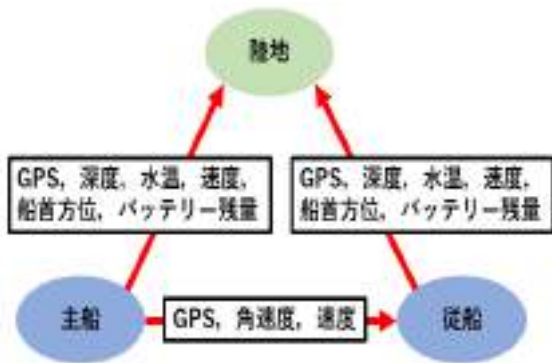 陸地
GPS, 深度, 水温, 速度,
船首方位, バッテリー残量
GPS, 深度, 水温, 速度,
船首方位, バッテリー残量
主船
GPS, 角速度, 速度
従船